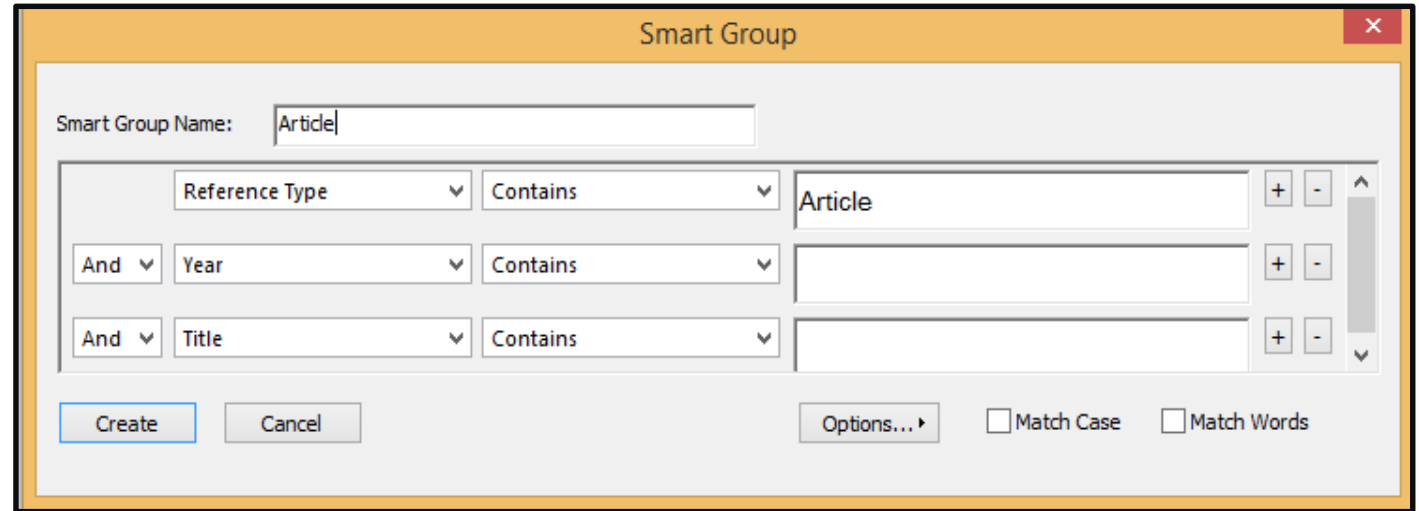 Smart Group
Smart Group Name: Article
Reference Type Contains Article + -
And Year Contains + -
And Title Contains + -
Create Cancel Options... Match Case Match Words